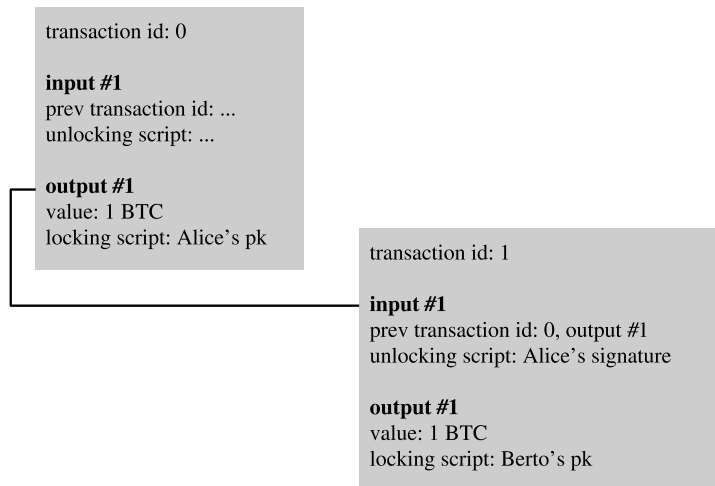 transaction id: 0
input #1
prev transaction id: ...
unlocking script: ...
output #1
value: 1 BTC
locking script: Alice's pk
transaction id: 1
input #1
prev transaction id: 0, output #1
unlocking script: Alice's signature
output #1
value: 1 BTC
locking script: Berto's pk